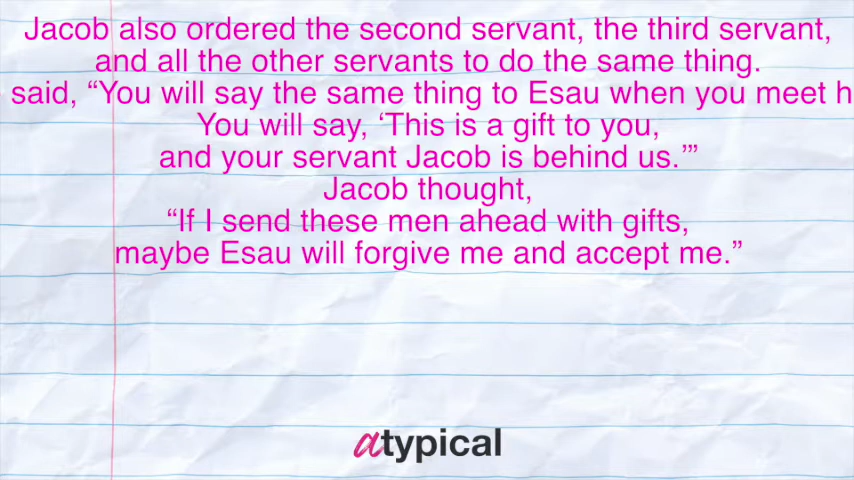 Jacob also ordered the second servant, the third servant,
and all the other servants to do the same thing.
said, “You will say the same thing to Esau when you meet
You will say, ‘This is a gift to you,
and your servant Jacob is behind us.’”
Jacob thought,
“If I send these men ahead with gifts,
maybe Esau will forgive me and accept me.”
atypical